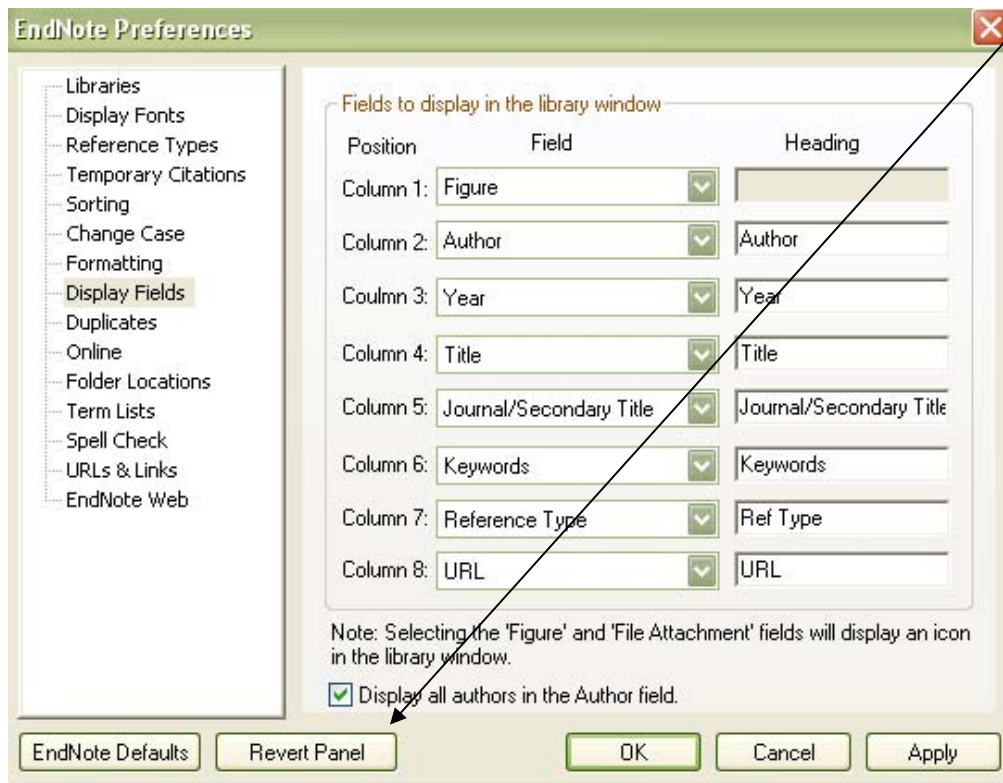 EndNote Preferences
Libraries
Display Fonts
Reference Types
Temporary Citations
Sorting
Change Case
Formatting
Display Fields
Duplicates
Online
Folder Locations
Term Lists
Spell Check
URLs & Links
EndNote Web
Fields to display in the library window
Position Field Heading
Column 1: Figure
Column 2: Author Author
Coulmn 3: Year Year
Column 4: Title Title
Column 5: Journal/Secondary Title Journal/Secondary Title
Column 6: Keywords Keywords
Column 7: Reference Type Ref Type
Column 8: URL URL
Note: Selecting the 'Figure' and 'File Attachment' fields will display an icon
in the library window.
Display all authors in the Author field.
EndNote Defaults Revert Panel OK Cancel Apply